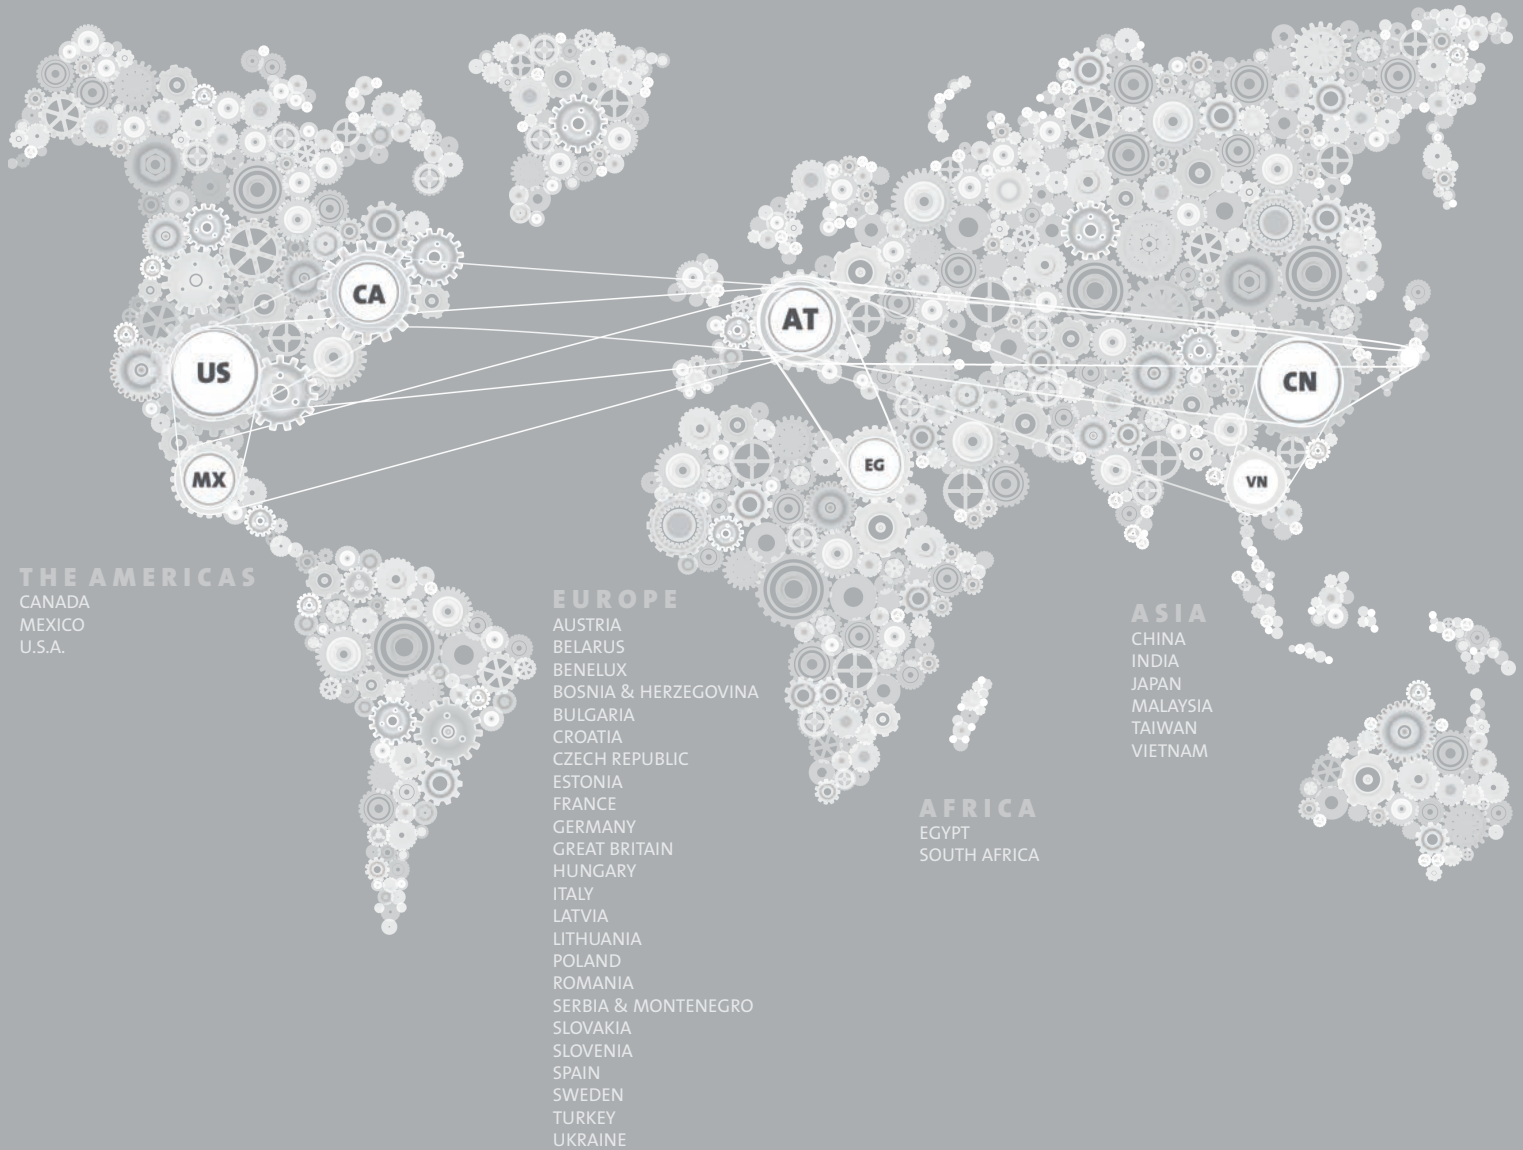 CA
AT
US
CN
MX
EG
VN
THE AMERICAS
CANADA
MEXICO
U.S.A.
EUROPE
AUSTRIA
BELARUS
BENELUX
BOSNIA & HERZEGOVINA
BULGARIA
CROATIA
CZECH REPUBLIC
ESTONIA
FRANCE
GERMANY
GREAT BRITAIN
HUNGARY
ITALY
LATVIA
LITHUANIA
POLAND
ROMANIA
SERBIA & MONTENEGRO
SLOVAKIA
SLOVENIA
SPAIN
SWEDEN
TURKEY
UKRAINE
AFRICA
EGYPT
SOUTH AFRICA
ASIA
CHINA
INDIA
JAPAN
MALAYSIA
TAIWAN
VIETNAM